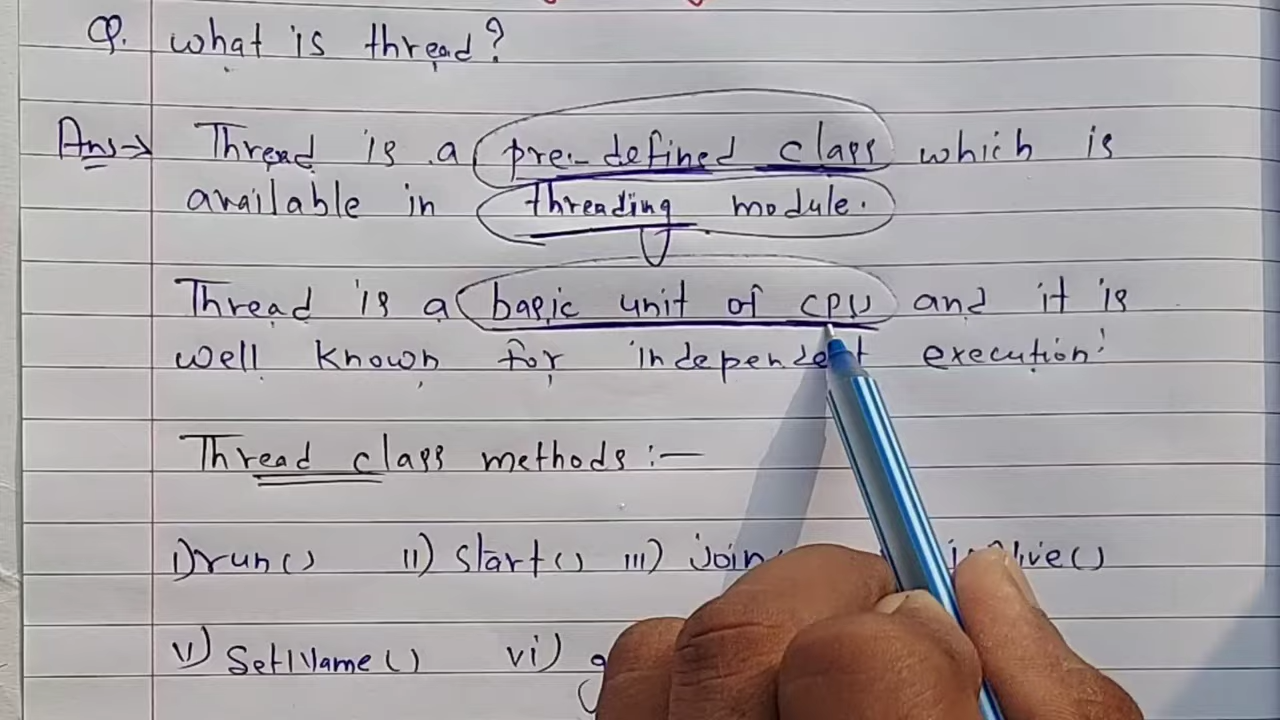 Q. What is thread?
Ans→ Thread is a pre-defined class which is
available in threading module.
Thread is a basic unit of CPU and it is
well known for independent execution.
Thread class methods :—
i) run() ii) start() iii) join
v) SetName() vi)